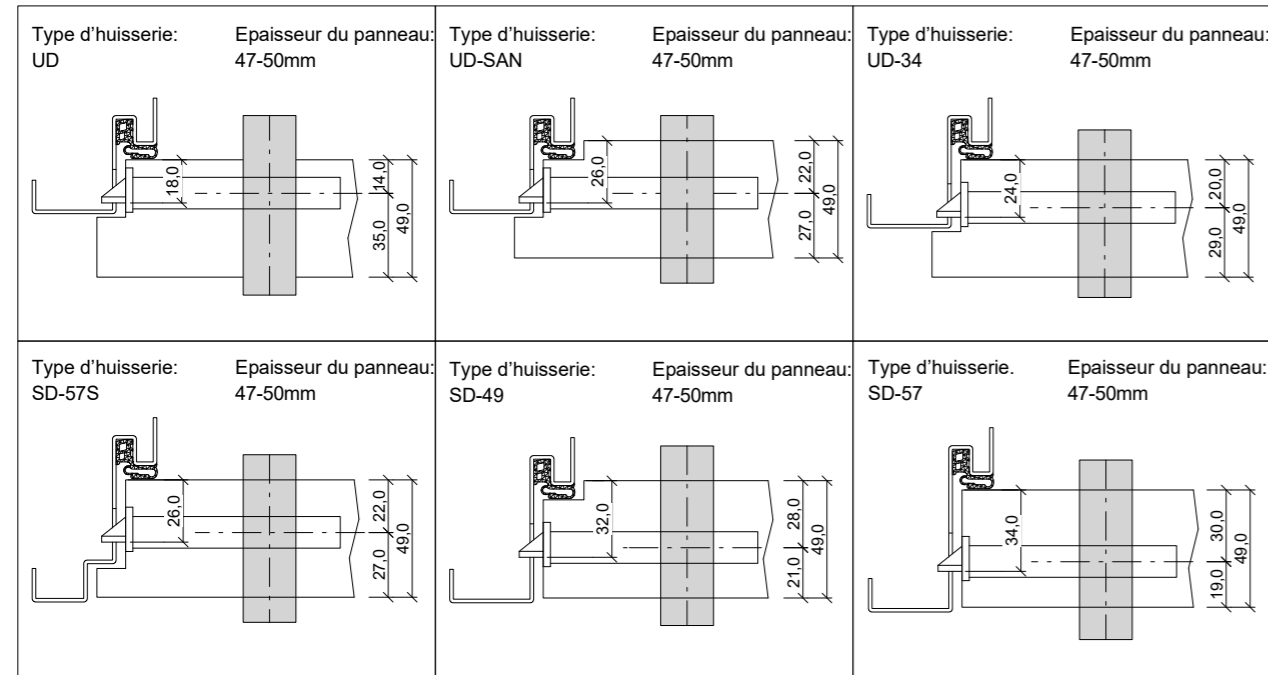 Type d’huisserie: Epaisseur du panneau:
UD 47-50mm
18,0
14,0
35,0
49,0
Type d’huisserie: Epaisseur du panneau:
UD-SAN 47-50mm
26,0
22,0
27,0
49,0
Type d’huisserie: Epaisseur du panneau:
UD-34 47-50mm
24,0
20,0
29,0
49,0
Type d’huisserie: Epaisseur du panneau:
SD-57S 47-50mm
26,0
22,0
27,0
49,0
Type d’huisserie: Epaisseur du panneau:
SD-49 47-50mm
32,0
28,0
21,0
49,0
Type d’huisserie. Epaisseur du panneau:
SD-57 47-50mm
34,0
30,0
19,0
49,0